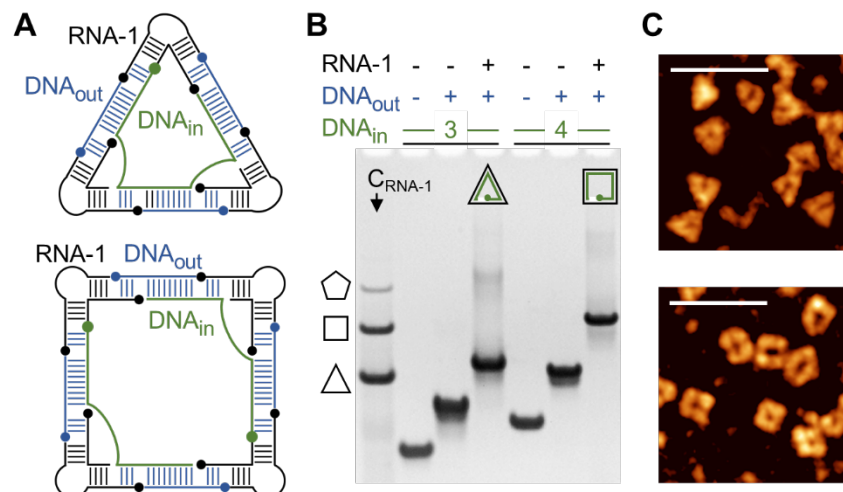 A
RNA-1
DNAout
DNAin
RNA-1
DNAout
DNAin
B
RNA-1 - - + - - +
DNAout - + + - + +
DNAin 3 4
CRNA-1
C